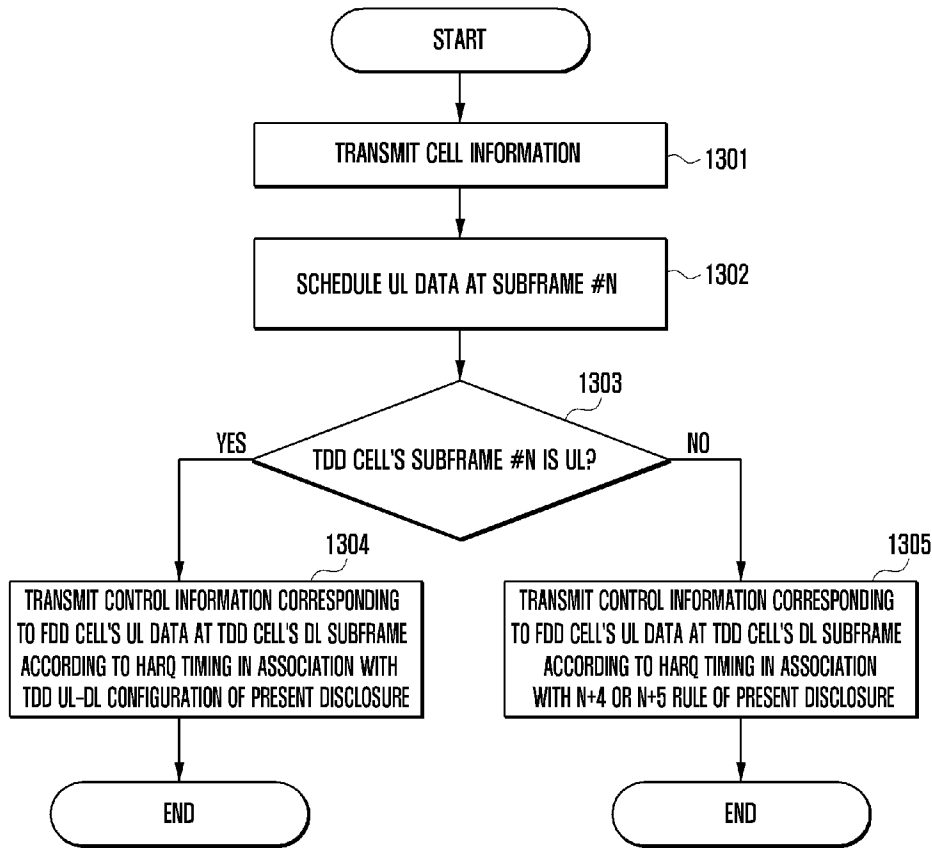 START
TRANSMIT CELL INFORMATION
1301
SCHEDULE UL DATA AT SUBFRAME #N
1302
1303
YES
TDD CELL'S SUBFRAME #N IS UL?
NO
1304
TRANSMIT CONTROL INFORMATION CORRESPONDING
TO FDD CELL'S UL DATA AT TDD CELL'S DL SUBFRAME
ACCORDING TO HARQ TIMING IN ASSOCIATION WITH
TDD UL-DL CONFIGURATION OF PRESENT DISCLOSURE
1305
TRANSMIT CONTROL INFORMATION CORRESPONDING
TO FDD CELL'S UL DATA AT TDD CELL'S DL SUBFRAME
ACCORDING TO HARQ TIMING IN ASSOCIATION
WITH N+4 OR N+5 RULE OF PRESENT DISCLOSURE
END
END